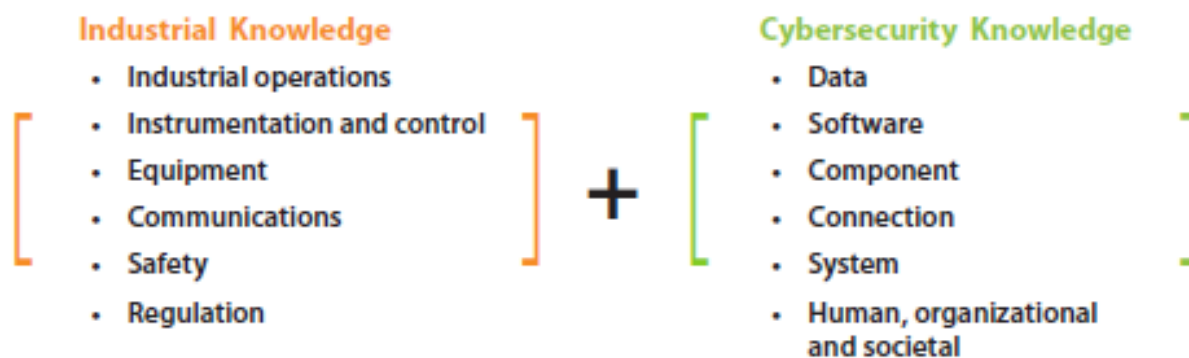 Industrial Knowledge
• Industrial operations
• Instrumentation and control
• Equipment
• Communications
• Safety
• Regulation
+
Cybersecurity Knowledge
• Data
• Software
• Component
• Connection
• System
• Human, organizational
and societal